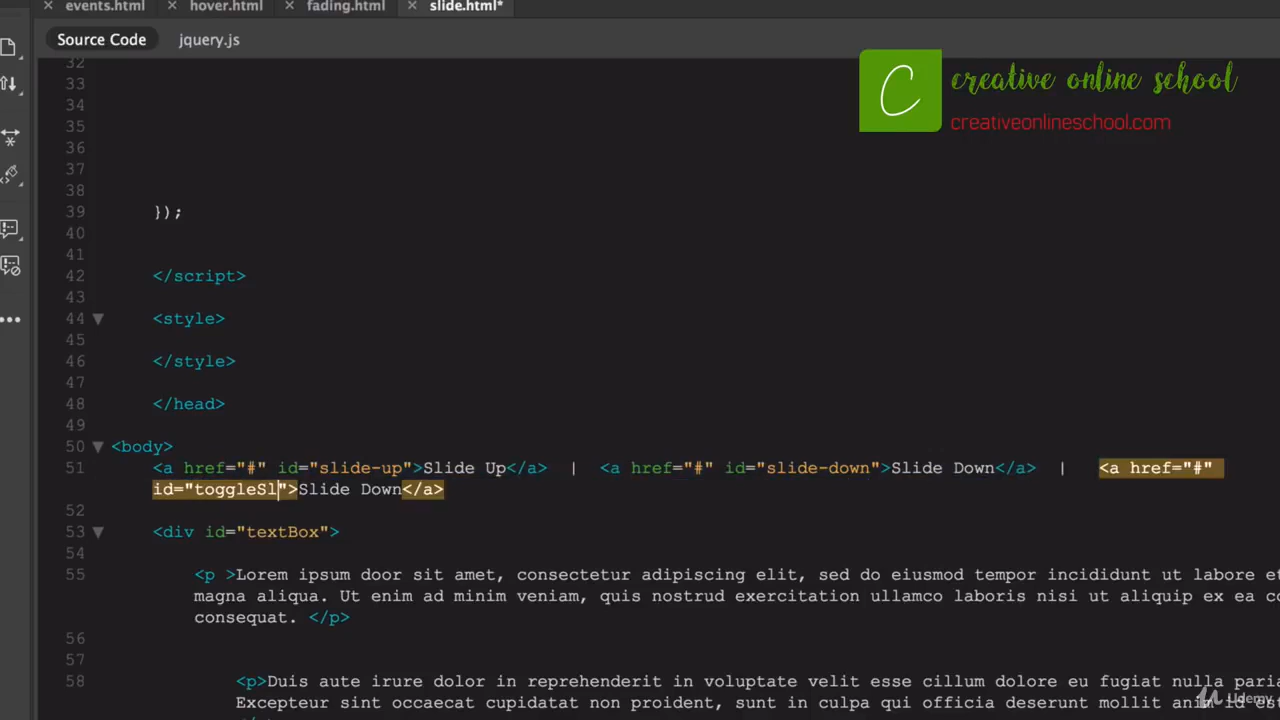 × events.html × hover.html × fading.html × slide.html*
Source Code jquery.js
C creative online school
creativeonlineschool.com
32
33
34
35
36
37
38
39 });
40
41
42 </script>
43
44 <style>
45
46 </style>
47
48 </head>
49
50 <body>
51 <a href="#" id="slide-up">Slide Up</a> | <a href="#" id="slide-down">Slide Down</a> | <a href="#"
id="toggleSl">Slide Down</a>
52
53 <div id="textBox">
54
55 <p >Lorem ipsum door sit amet, consectetur adipiscing elit, sed do eiusmod tempor incididunt ut labore et
magna aliqua. Ut enim ad minim veniam, quis nostrud exercitation ullamco laboris nisi ut aliquip ex ea co
consequat. </p>
56
57
58 <p>Duis aute irure dolor in reprehenderit in voluptate velit esse cillum dolore eu fugiat nulla paria
Excepteur sint occaecat cupidatat non proident, sunt in culpa qui officia deserunt mollit anim id es
Udemy